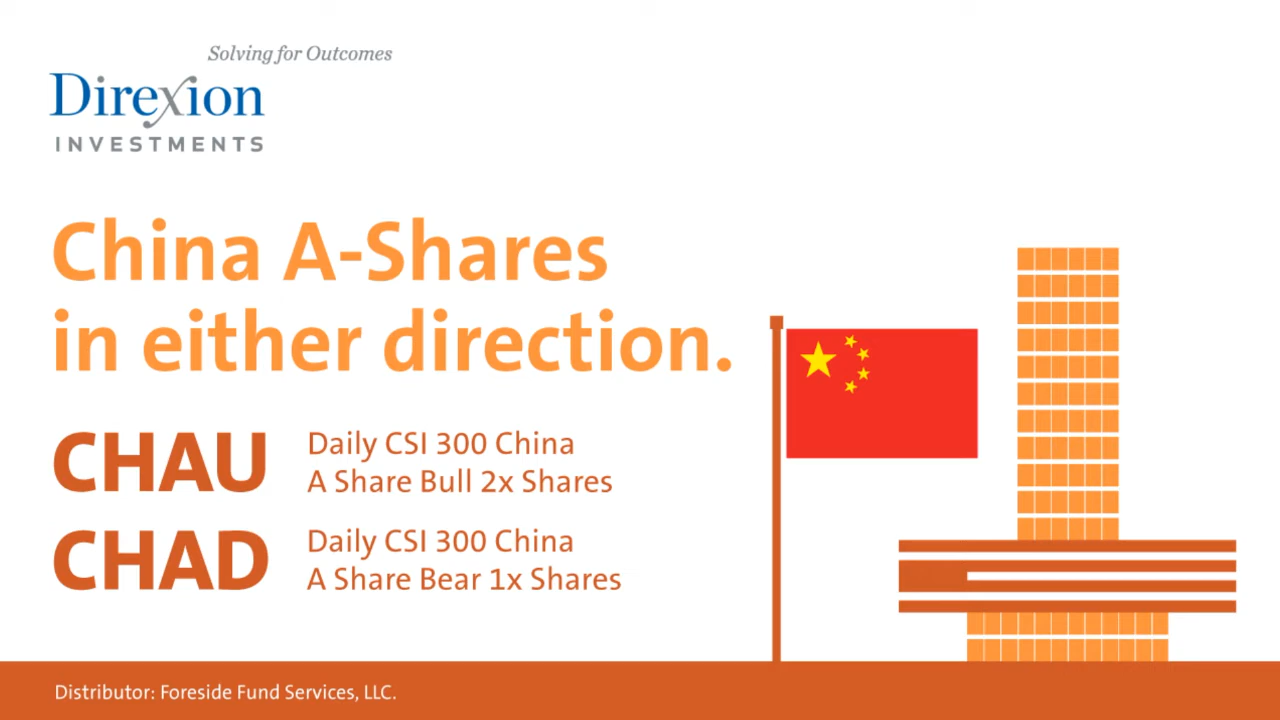 Solving for Outcomes
Direxion
INVESTMENTS
China A-Shares
in either direction.
CHAU
Daily CSI 300 China
A Share Bull 2x Shares
CHAD
Daily CSI 300 China
A Share Bear 1x Shares
Distributor: Foreside Fund Services, LLC.